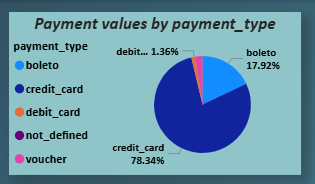 Payment values by payment_type
payment_type
boleto
credit_card
debit_card
not_defined
voucher
debit... 1.36%
boleto
17.92%
credit_card
78.34%